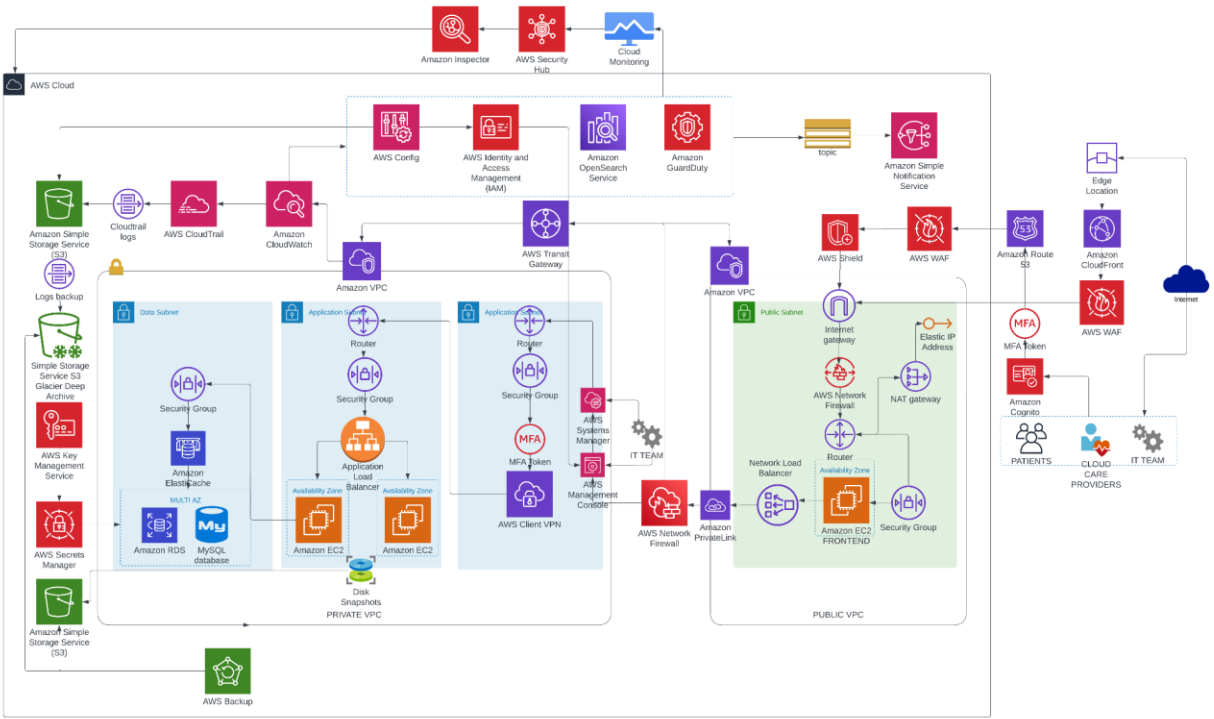 Amazon Inspector
AWS Security
Hub
Cloud
Monitoring
AWS Cloud
AWS Config
AWS Identity and
Access
Management
(IAM)
Amazon
OpenSearch
Service
Amazon
GuardDuty
topic
Amazon Simple
Notification
Service
Edge
Location
Amazon Simple
Storage Service
(S3)
Cloudtrail
logs
AWS CloudTrail
Amazon
CloudWatch
AWS Transit
Gateway
Amazon VPC
Amazon VPC
AWS Shield
AWS WAF
53
Amazon Route
53
Amazon
CloudFront
Internet
Logs backup
AWS WAF
Data Subnet
Application Subnet
Application Subnet
Public Subnet
Router
Router
Internet
gateway
Elastic IP
Address
MFA
MFA Token
Simple Storage
Service S3
Glacier Deep
Archive
Security Group
Security Group
Security Group
AWS Network
Firewall
NAT gateway
Amazon
Cognito
AWS
Systems
Manager
IT TEAM
AWS Key
Management
Service
Amazon
ElastiCache
Application
Load
Balancer
MFA
MFA Token
AWS
Management
Console
Router
PATIENTS
CLOUD
CARE
PROVIDERS
IT TEAM
Network Load
Balancer
Availability Zone
MULTI AZ
Availability Zone
Availability Zone
AWS Client VPN
AWS Network
Firewall
Amazon
PrivateLink
Amazon EC2
FRONTEND
Security Group
AWS Secrets
Manager
Amazon RDS
My
MySQL
database
Amazon EC2
Amazon EC2
Disk
Snapshots
PRIVATE VPC
PUBLIC VPC
Amazon Simple
Storage Service
(S3)
AWS Backup